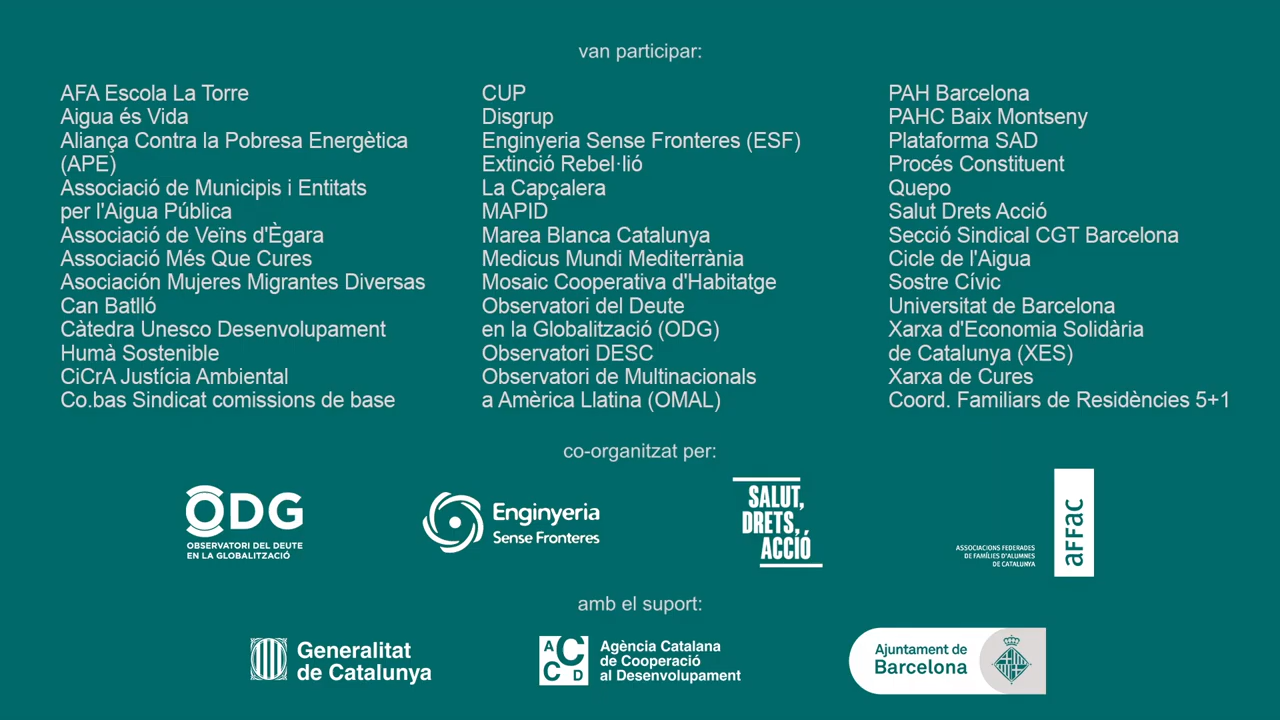 van participar:
AFA Escola La Torre
Aigua és Vida
Aliança Contra la Pobresa Energètica
(APE)
Associació de Municipis i Entitats
per l'Aigua Pública
Associació de Veïns d'Ègara
Associació Més Que Cures
Asociación Mujeres Migrantes Diversas
Can Batlló
Càtedra Unesco Desenvolupament
Humà Sostenible
CiCrA Justícia Ambiental
Co.bas Sindicat comissions de base
CUP
Disgrup
Enginyeria Sense Fronteres (ESF)
Extinció Rebel·lió
La Capçalera
MAPID
Marea Blanca Catalunya
Medicus Mundi Mediterrània
Mosaic Cooperativa d'Habitatge
Observatori del Deute
en la Globalització (ODG)
Observatori DESC
Observatori de Multinacionals
a Amèrica Llatina (OMAL)
PAH Barcelona
PAHC Baix Montseny
Plataforma SAD
Procés Constituent
Quepo
Salut Drets Acció
Secció Sindical CGT Barcelona
Cicle de l'Aigua
Sostre Cívic
Universitat de Barcelona
Xarxa d'Economia Solidària
de Catalunya (XES)
Xarxa de Cures
Coord. Familiars de Residències 5+1
co-organitzat per:
ODG
OBSERVATORI DEL DEUTE
EN LA GLOBALITZACIÓ
Enginyeria
Sense Fronteres
SALUT,
DRETS,
ACCIÓ
ASSOCIACIONS FEDERADES
DE FAMÍLIES D'ALUMNES
DE CATALUNYA
aFFac
amb el suport:
Generalitat
de Catalunya
ACCD
Agència Catalana
de Cooperació
al Desenvolupament
Ajuntament de
Barcelona